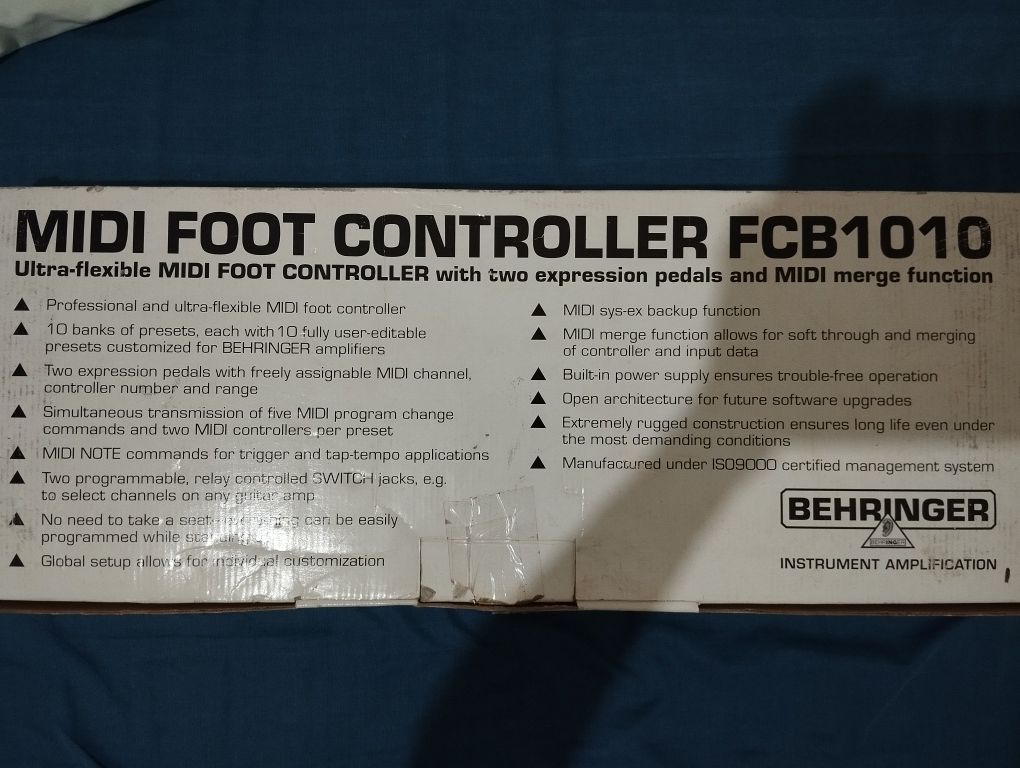 MIDI FOOT CONTROLLER FCB1010
Ultra-flexible MIDI FOOT CONTROLLER with two expression pedals and MIDI merge function
▲ Professional and ultra-flexible MIDI foot controller
▲ 10 banks of presets, each with 10 fully user-editable
presets customized for BEHRINGER amplifiers
▲ Two expression pedals with freely assignable MIDI channel,
controller number and range
▲ Simultaneous transmission of five MIDI program change
commands and two MIDI controllers per preset
▲ MIDI NOTE commands for trigger and tap-tempo applications
▲ Two programmable, relay controlled SWITCH jacks, e.g.
to select channels on any guitar amp
▲ No need to take a seat- everything can be easily
programmed while standing
▲ Global setup allows for individual customization
▲ MIDI sys-ex backup function
▲ MIDI merge function allows for soft through and merging
of controller and input data
▲ Built-in power supply ensures trouble-free operation
▲ Open architecture for future software upgrades
▲ Extremely rugged construction ensures long life even under
the most demanding conditions
▲ Manufactured under ISO9000 certified management system
BEHRINGER
BEHRINGER
INSTRUMENT AMPLIFICATION